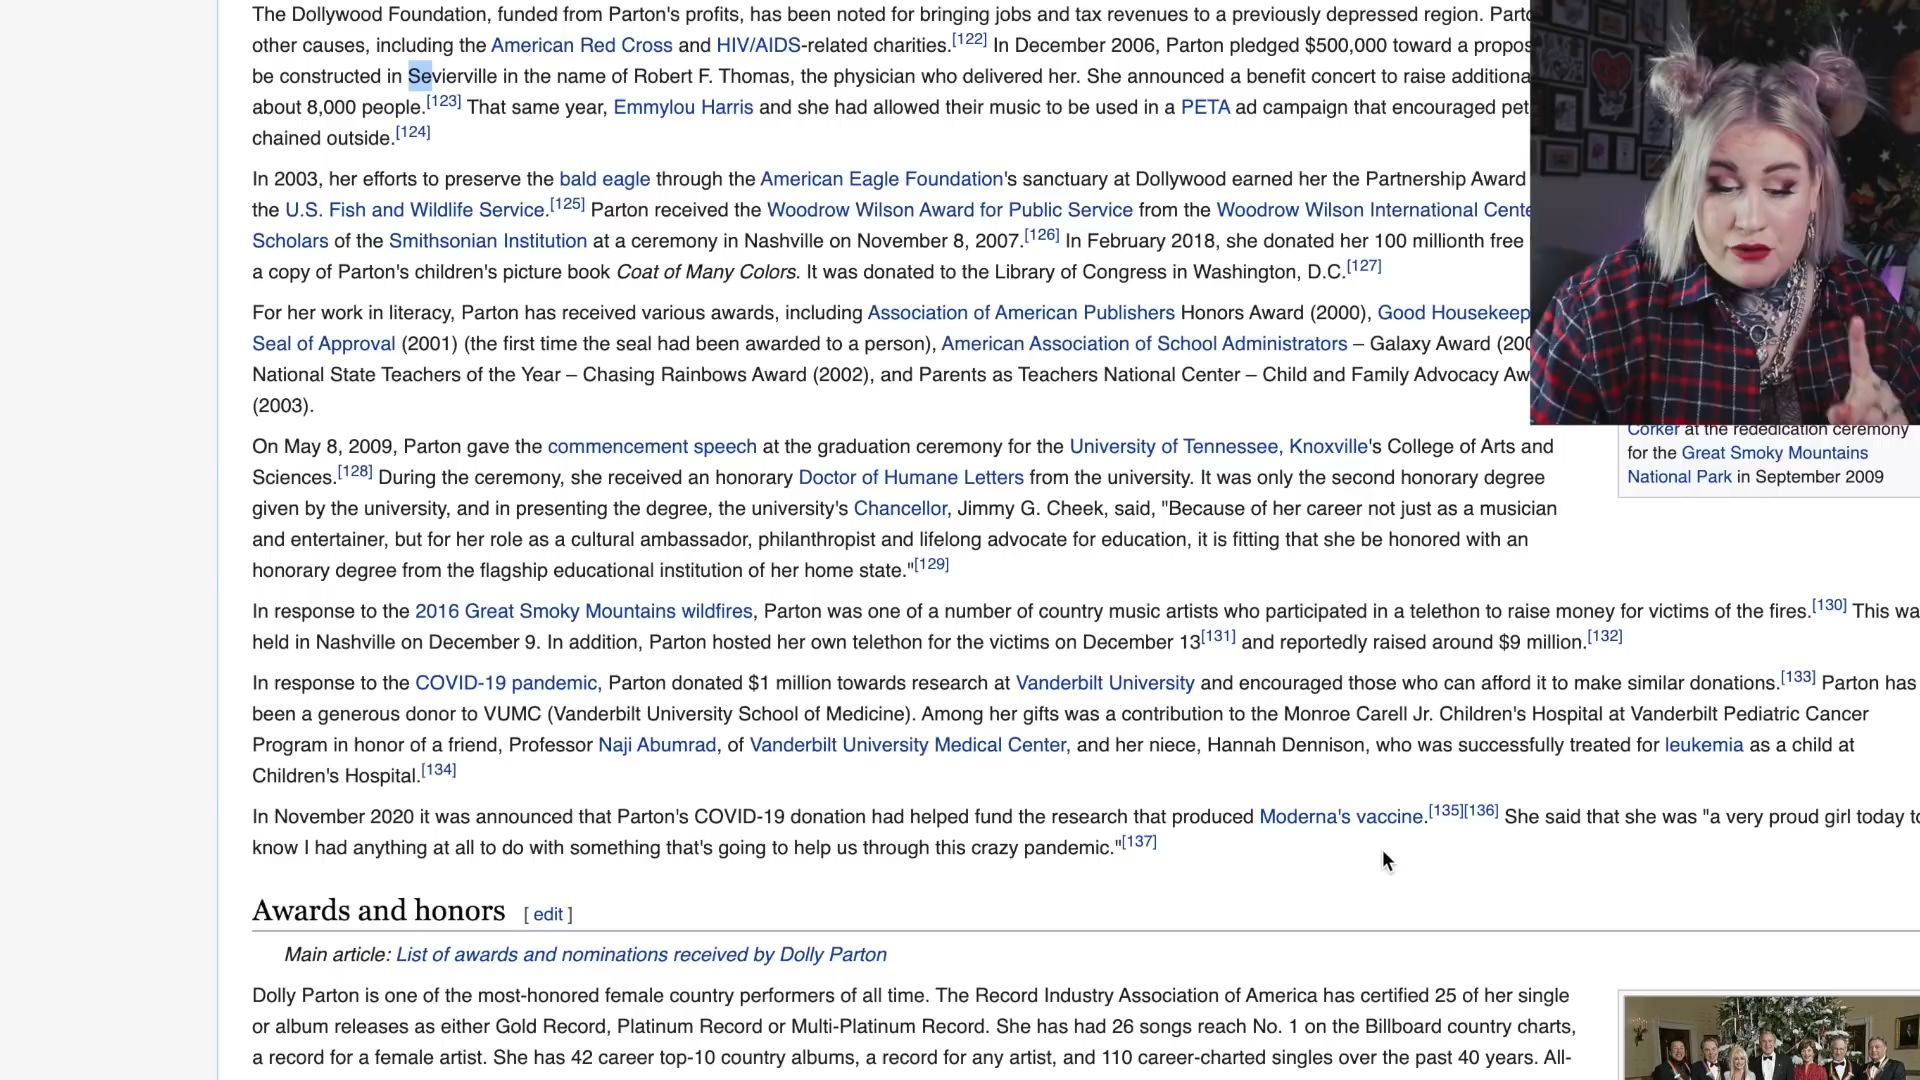 The Dollywood Foundation, funded from Parton's profits, has been noted for bringing jobs and tax revenues to a previously depressed region.
other causes, including the American Red Cross and HIV/AIDS-related charities.[122] In December 2006, Parton pledged $500,000 toward a
be constructed in Sevierville in the name of Robert F. Thomas, the physician who delivered her. She announced a benefit concert to raise
about 8,000 people.[123] That same year, Emmylou Harris and she had allowed their music to be used in a PETA ad campaign that encouraged pet
chained outside.[124]
In 2003, her efforts to preserve the bald eagle through the American Eagle Foundation's sanctuary at Dollywood earned her the Partnership Award
the U.S. Fish and Wildlife Service.[125] Parton received the Woodrow Wilson Award for Public Service from the Woodrow Wilson International
Scholars of the Smithsonian Institution at a ceremony in Nashville on November 8, 2007.[126] In February 2018, she donated her 100 millionth free
a copy of Parton's children's picture book Coat of Many Colors. It was donated to the Library of Congress in Washington, D.C.[127]
For her work in literacy, Parton has received various awards, including Association of American Publishers Honors Award (2000), Good
Seal of Approval (2001) (the first time the seal had been awarded to a person), American Association of School Administrators – Galaxy Award
National State Teachers of the Year – Chasing Rainbows Award (2002), and Parents as Teachers National Center – Child and Family Advocacy
(2003).
On May 8, 2009, Parton gave the commencement speech at the graduation ceremony for the University of Tennessee, Knoxville's College of Arts and
Sciences.[128] During the ceremony, she received an honorary Doctor of Humane Letters from the university. It was only the second honorary degree
given by the university, and in presenting the degree, the university's Chancellor, Jimmy G. Cheek, said, "Because of her career not just as a musician
and entertainer, but for her role as a cultural ambassador, philanthropist and lifelong advocate for education, it is fitting that she be honored with an
honorary degree from the flagship educational institution of her home state."[129]
Corker at the rededication ceremony
for the Great Smoky Mountains
National Park in September 2009
In response to the 2016 Great Smoky Mountains wildfires, Parton was one of a number of country music artists who participated in a telethon to raise money for victims of the fires.[130] This
held in Nashville on December 9. In addition, Parton hosted her own telethon for the victims on December 13[131] and reportedly raised around $9 million.[132]
In response to the COVID-19 pandemic, Parton donated $1 million towards research at Vanderbilt University and encouraged those who can afford it to make similar donations.[133] Parton has
been a generous donor to VUMC (Vanderbilt University School of Medicine). Among her gifts was a contribution to the Monroe Carell Jr. Children's Hospital at Vanderbilt Pediatric Cancer
Program in honor of a friend, Professor Naji Abumrad, of Vanderbilt University Medical Center, and her niece, Hannah Dennison, who was successfully treated for leukemia as a child at
Children's Hospital.[134]
In November 2020 it was announced that Parton's COVID-19 donation had helped fund the research that produced Moderna's vaccine.[135][136] She said that she was "a very proud girl today
know I had anything at all to do with something that's going to help us through this crazy pandemic."[137]
Awards and honors [ edit ]
Main article: List of awards and nominations received by Dolly Parton
Dolly Parton is one of the most-honored female country performers of all time. The Record Industry Association of America has certified 25 of her single
or album releases as either Gold Record, Platinum Record or Multi-Platinum Record. She has had 26 songs reach No. 1 on the Billboard country charts,
a record for a female artist. She has 42 career top-10 country albums, a record for any artist, and 110 career-charted singles over the past 40 years. All-